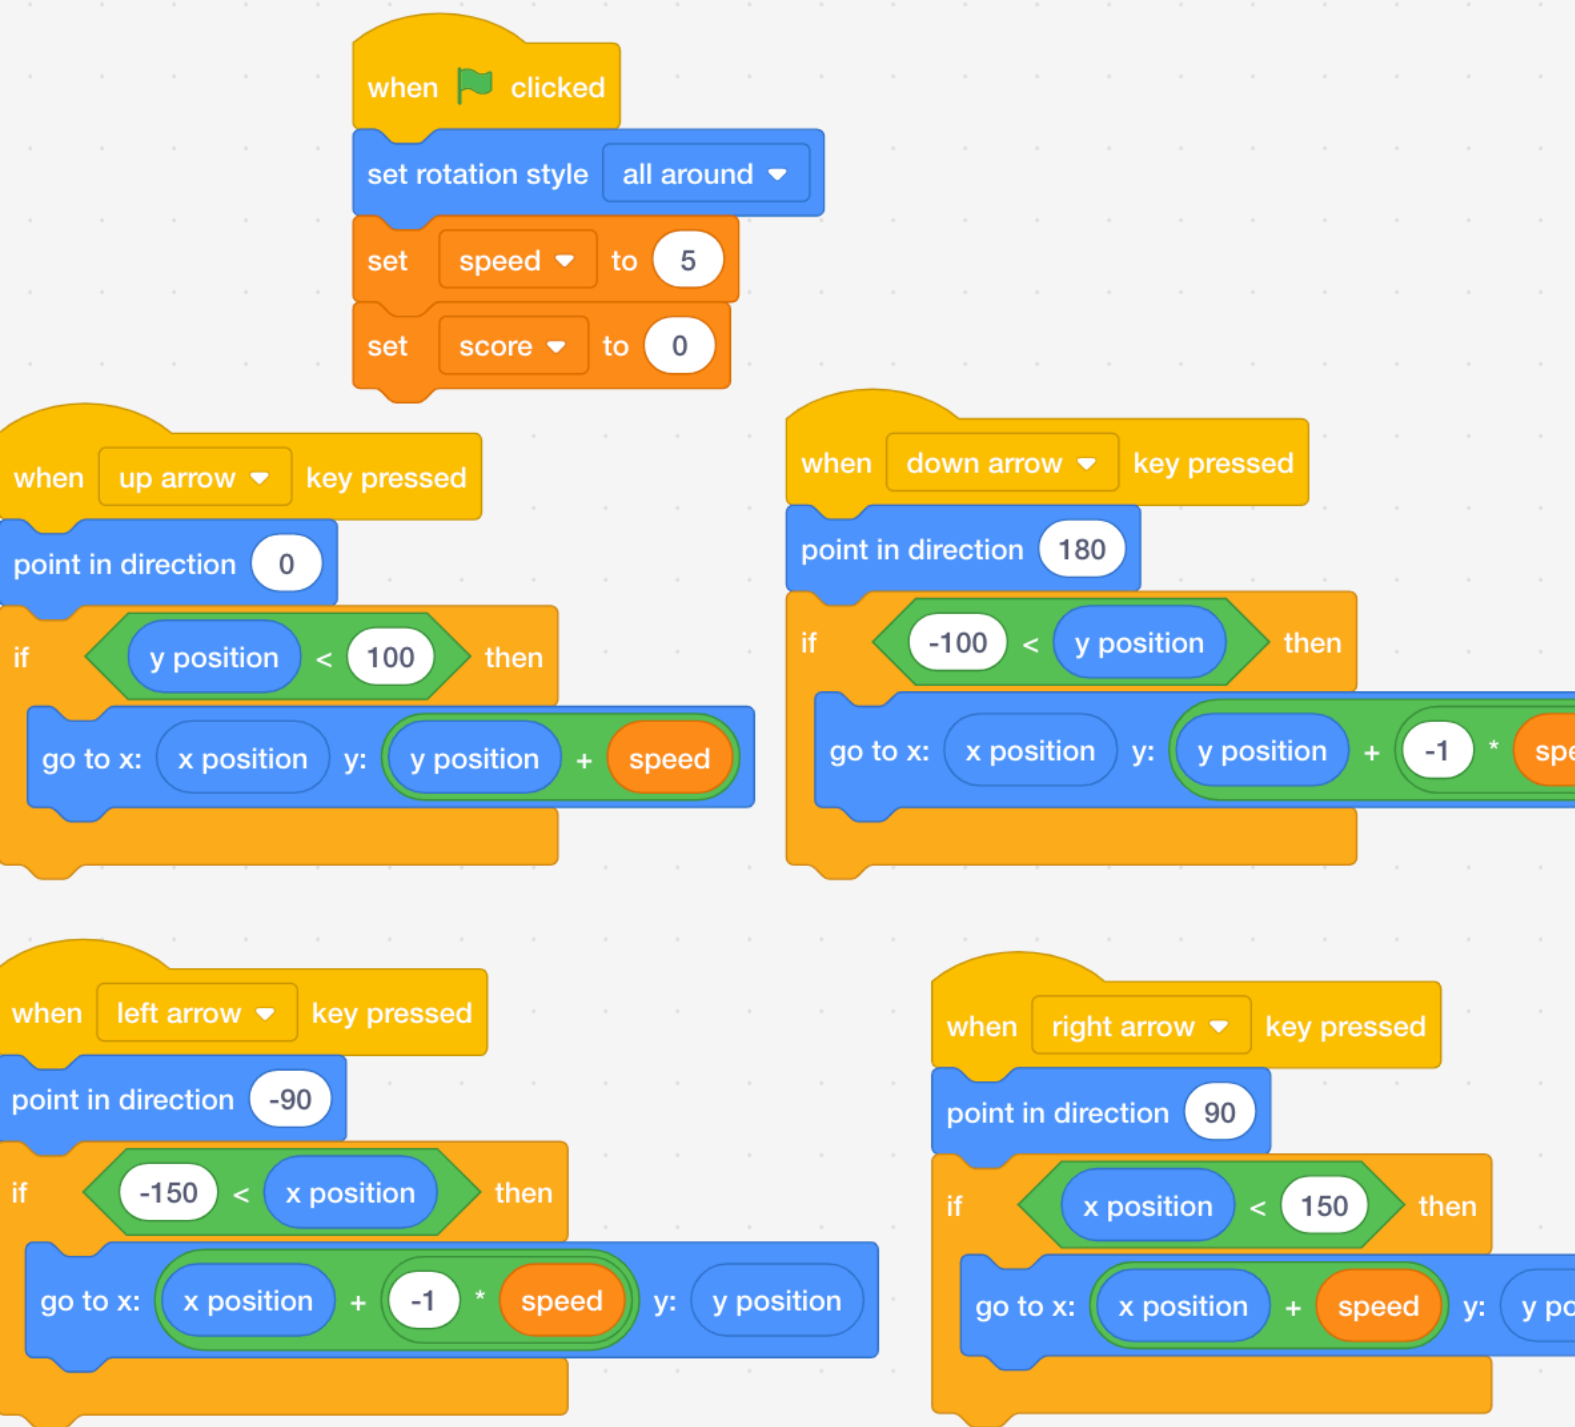 when clicked
set rotation style all around
set speed to 5
set score to 0
when up arrow key pressed
point in direction 0
if y position < 100 then
go to x: x position y: y position + speed
when down arrow key pressed
point in direction 180
if -100 < y position then
go to x: x position y: y position + -1 * spe
when left arrow key pressed
point in direction -90
if -150 < x position then
go to x: x position + -1 * speed y: y position
when right arrow key pressed
point in direction 90
if x position < 150 then
go to x: x position + speed y: y po